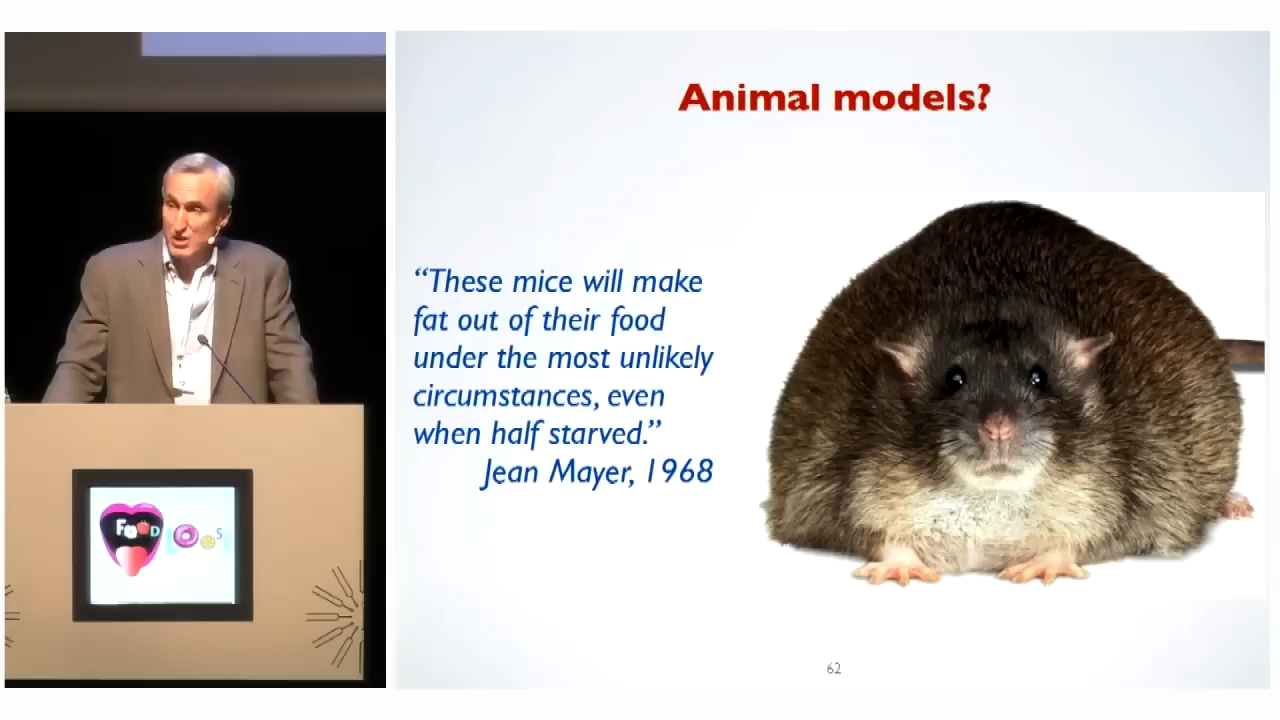 Animal models?
“These mice will make
fat out of their food
under the most unlikely
circumstances, even
when half starved.”
Jean Mayer, 1968
62
FooD